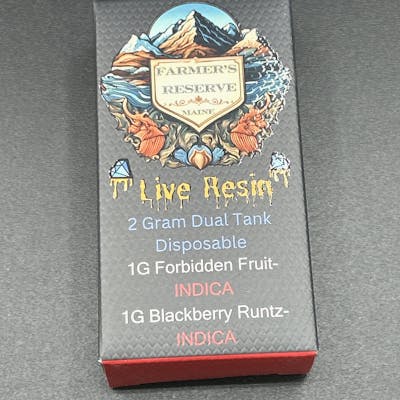 FARMER'S
RESERVE
MAINE
Live Resin
2 Gram Dual Tank
Disposable
1G Forbidden Fruit-
INDICA
1G Blackberry Runtz-
INDICA